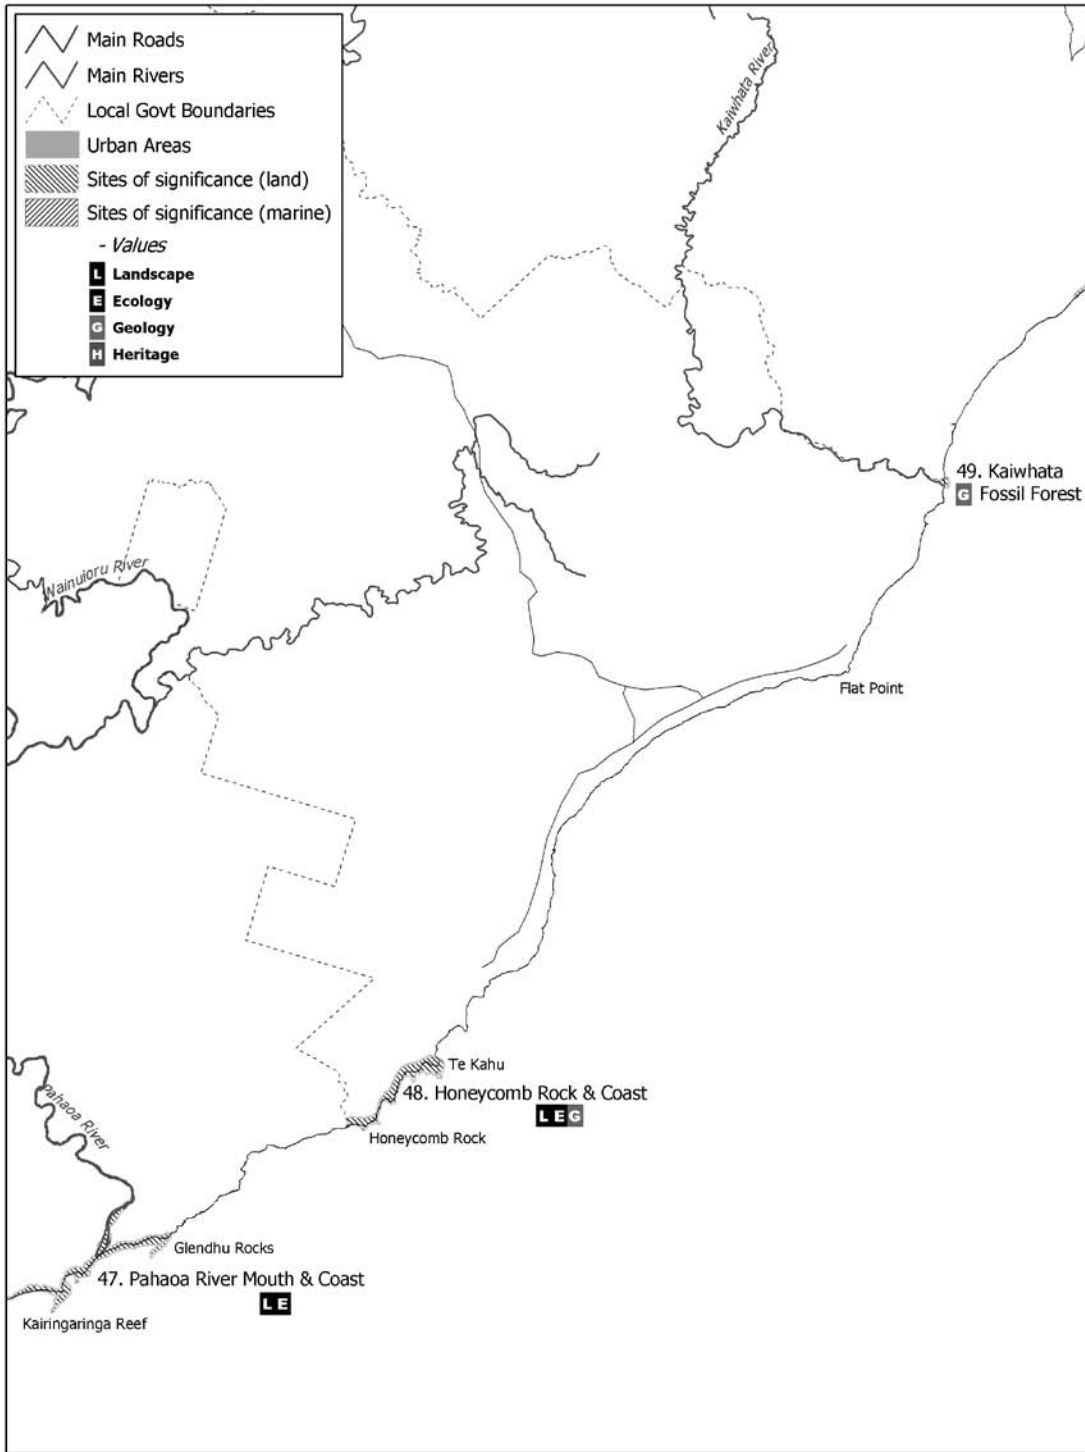 Main Roads
Main Rivers
Local Govt Boundaries
Urban Areas
Sites of significance (land)
Sites of significance (marine)
- Values
L Landscape
E Ecology
G Geology
H Heritage
Kaiwhata River
49. Kaiwhata
G Fossil Forest
Wainuioru River
Flat Point
Te Kahu
48. Honeycomb Rock & Coast
L E G
Honeycomb Rock
Pahaoa River
Glendhu Rocks
47. Pahaoa River Mouth & Coast
L E
Kairingaringa Reef